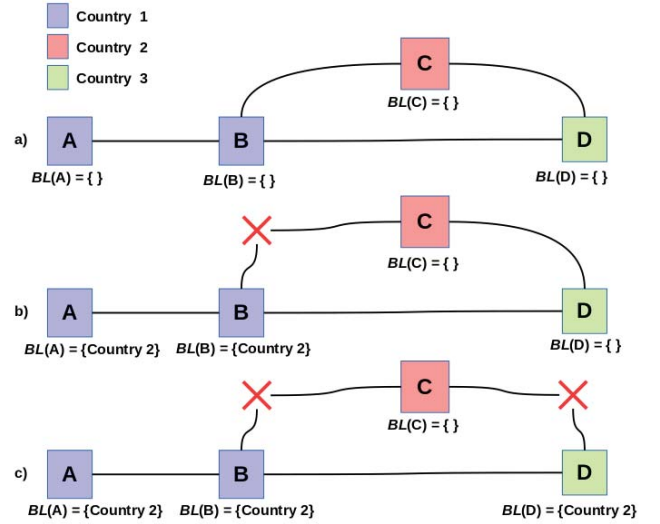 Country 1
Country 2
Country 3
C
BL(C) = { }
a) A B D
BL(A) = { } BL(B) = { } BL(D) = { }
C
BL(C) = { }
b) A B D
BL(A) = {Country 2} BL(B) = {Country 2} BL(D) = { }
C
BL(C) = { }
c) A B D
BL(A) = {Country 2} BL(B) = {Country 2} BL(D) = {Country 2}